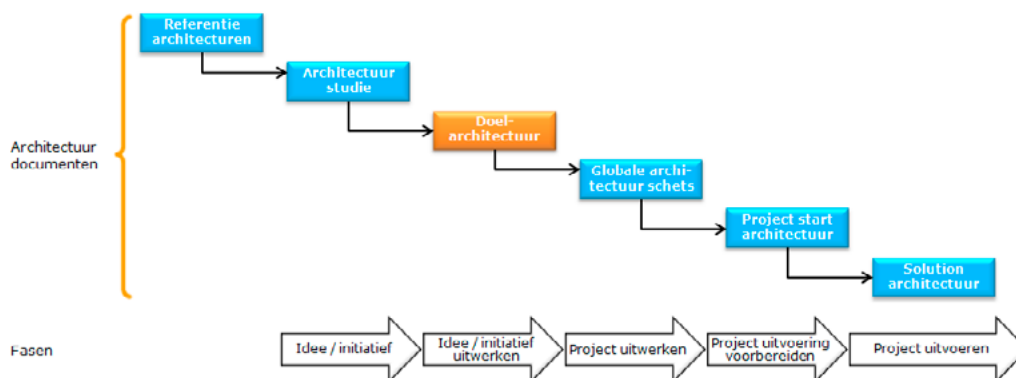 Referentie
architecturen
Architectuur
studie
Doel-
architectuur
Architectuur
documenten
Globale archi-
tectuur schets
Project start
architectuur
Solution
architectuur
Fasen
Idee / initiatief
Idee / initiatief
uitwerken
Project uitwerken
Project uitvoering
voorbereiden
Project uitvoeren